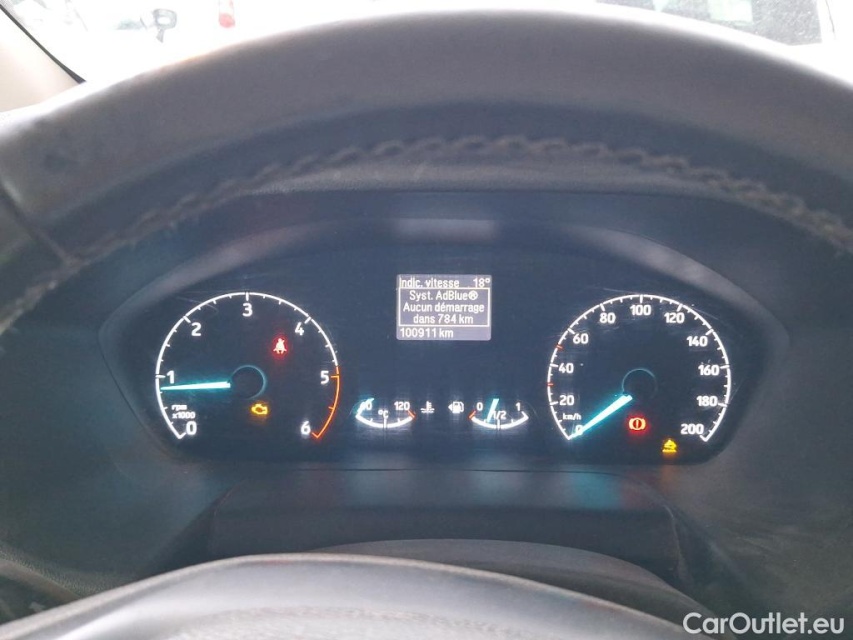 Indic. vitesse 18°
Syst. AdBlue®
Aucun démarrage
dans 784 km
100911 km
0 1 2 3 4 5 6
rpm
x1000
120
°C
0 1/2 1
0 20 40 60 80 100 120 140 160 180 200
km/h
CarOutlet.eu